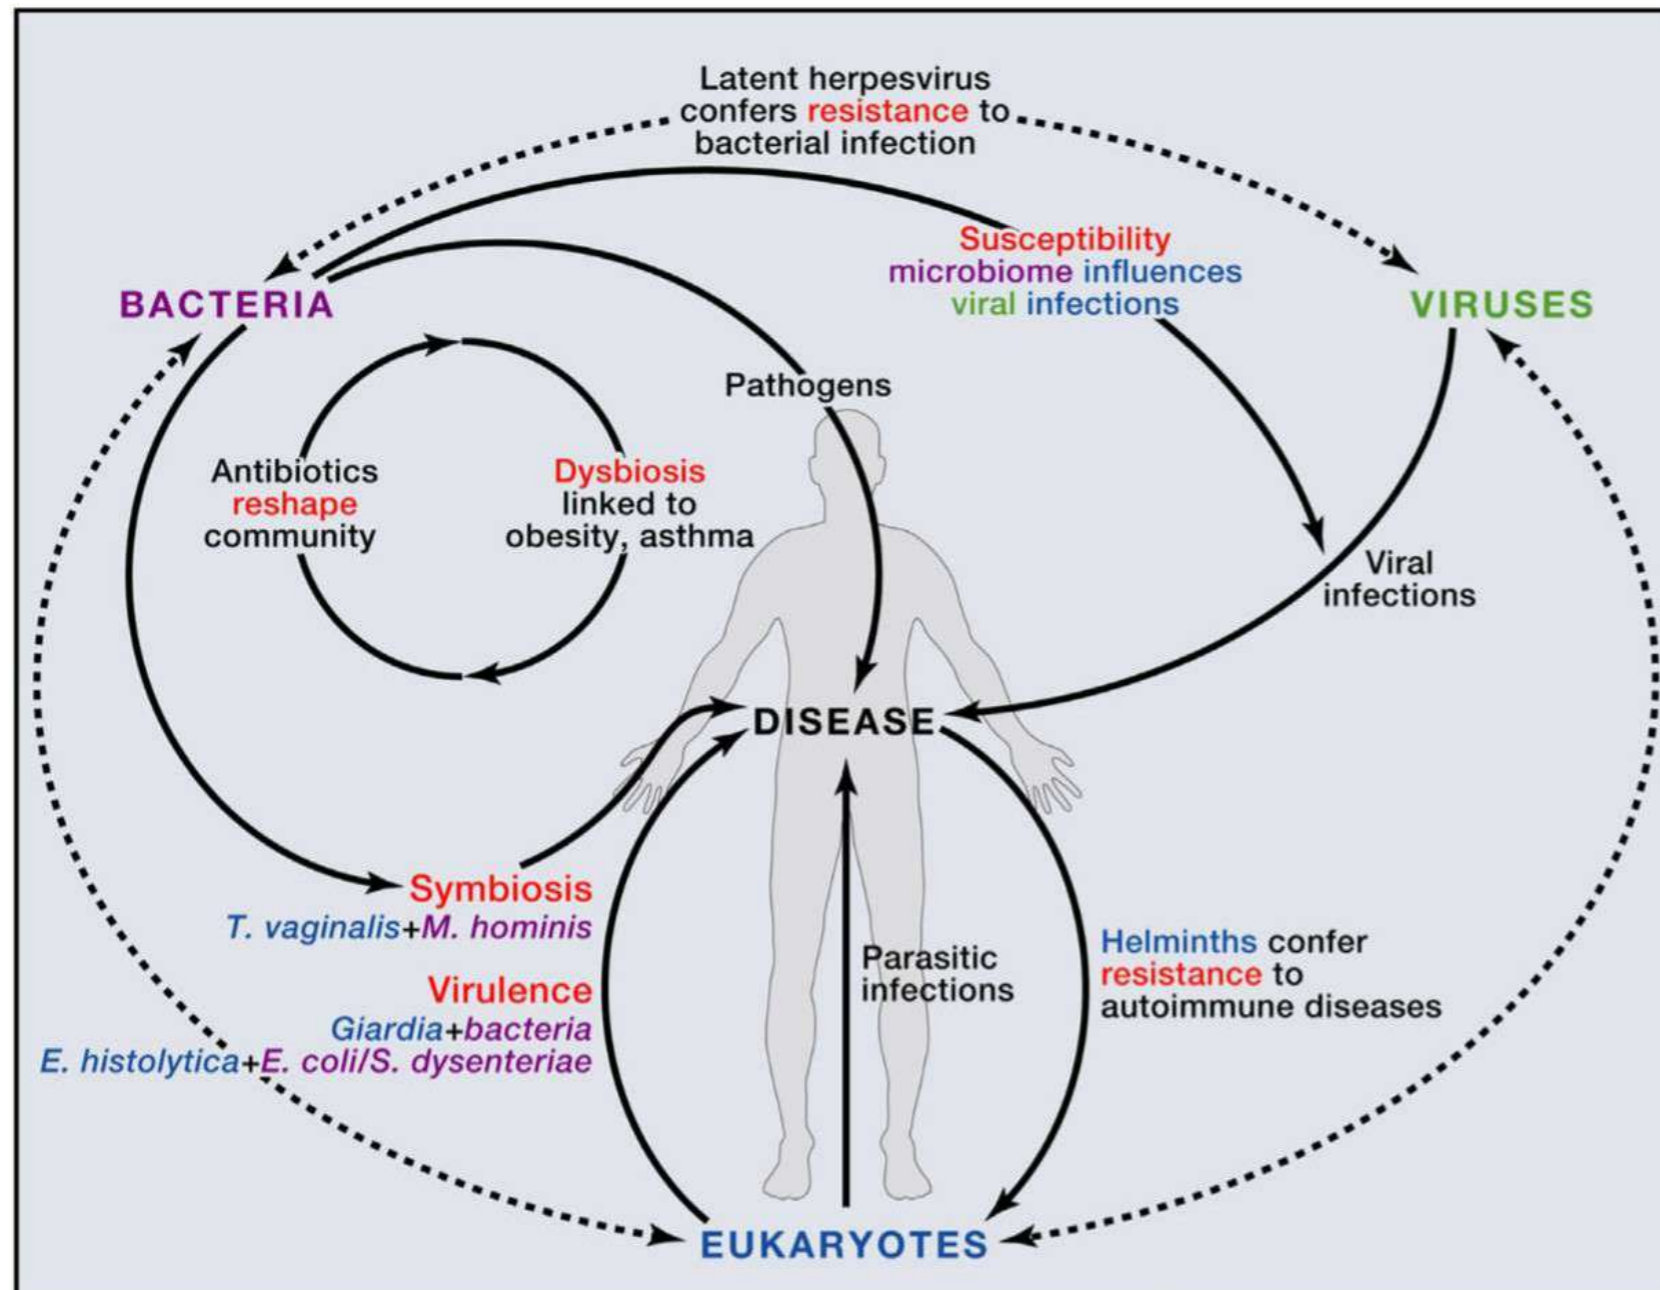 Latent herpesvirus
confers resistance to
bacterial infection
Susceptibility
microbiome influences
viral infections
BACTERIA
VIRUSES
Pathogens
Antibiotics
reshape
community
Dysbiosis
linked to
obesity, asthma
Viral
infections
DISEASE
Symbiosis
T. vaginalis+M. hominis
Virulence
Giardia+bacteria
E. histolytica+E. coli/S. dysenteriae
Parasitic
infections
Helminths confer
resistance to
autoimmune diseases
EUKARYOTES